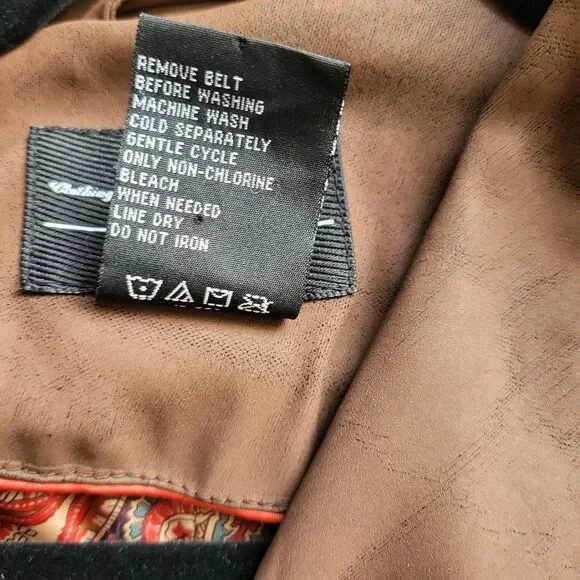 REMOVE BELT
BEFORE WASHING
MACHINE WASH
COLD SEPARATELY
GENTLE CYCLE
ONLY NON-CHLORINE
BLEACH
WHEN NEEDED
LINE DRY
DO NOT IRON
Clothing